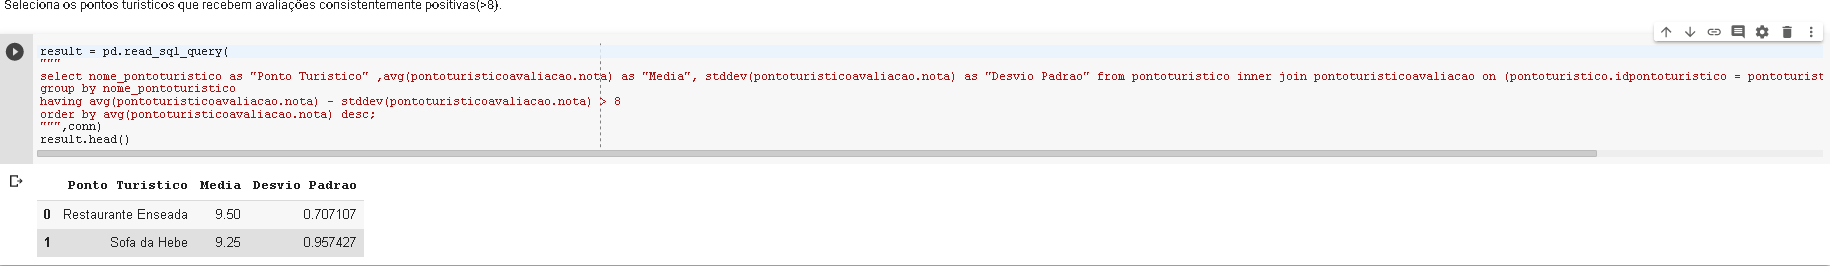 Seleciona os pontos turísticos que recebem avaliações consistentemente positivas(>8).
result = pd.read_sql_query(
"""
select nome_pontoturistico as "Ponto Turistico" ,avg(pontoturisticoavaliacao.nota) as "Media", stddev(pontoturisticoavaliacao.nota) as "Desvio Padrao" from pontoturistico inner join pontoturisticoavaliacao on (pontoturistico.idpontoturistico = pontoturist
group by nome_pontoturistico
having avg(pontoturisticoavaliacao.nota) - stddev(pontoturisticoavaliacao.nota) > 8
order by avg(pontoturisticoavaliacao.nota) desc;
""",conn)
result.head()
Ponto Turistico Media Desvio Padrao
0 Restaurante Enseada 9.50 0.707107
1 Sofa da Hebe 9.25 0.957427